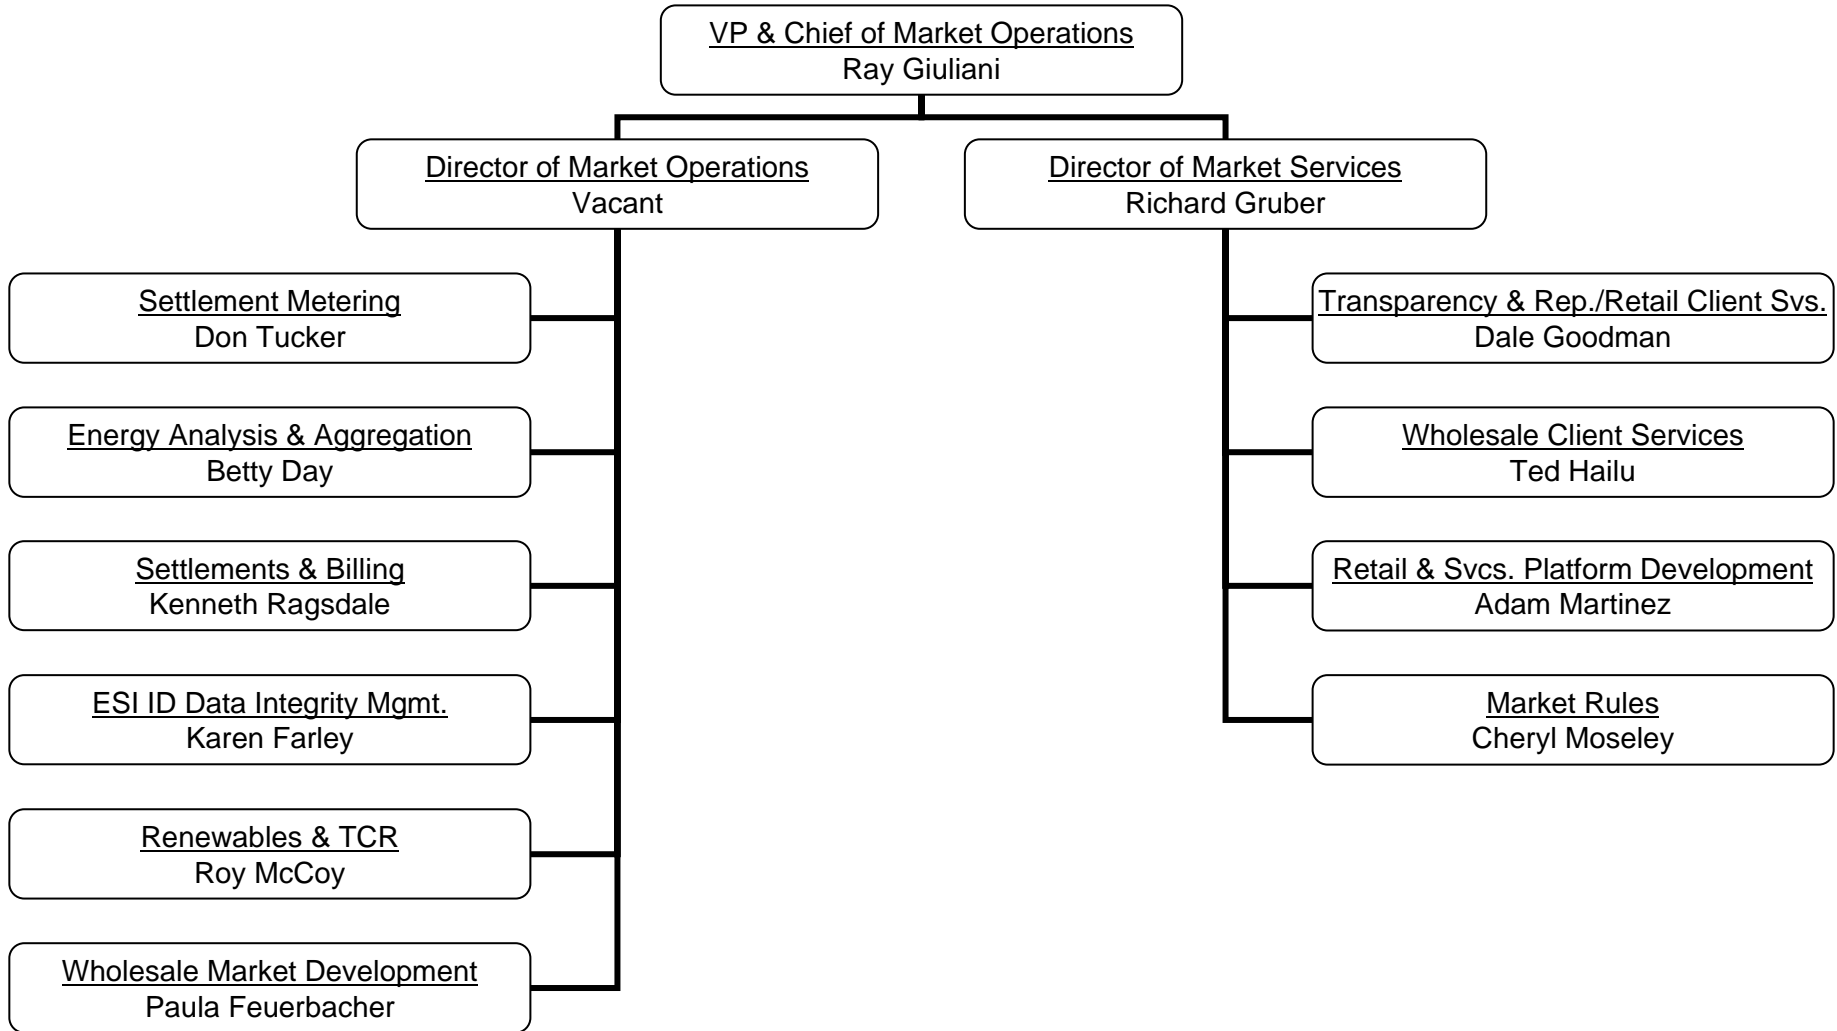 VP & Chief of Market Operations
Ray Giuliani
Director of Market Operations
Vacant
Director of Market Services
Richard Gruber
Settlement Metering
Don Tucker
Energy Analysis & Aggregation
Betty Day
Settlements & Billing
Kenneth Ragsdale
ESI ID Data Integrity Mgmt.
Karen Farley
Renewables & TCR
Roy McCoy
Wholesale Market Development
Paula Feuerbacher
Transparency & Rep./Retail Client Svs.
Dale Goodman
Wholesale Client Services
Ted Hailu
Retail & Svcs. Platform Development
Adam Martinez
Market Rules
Cheryl Moseley